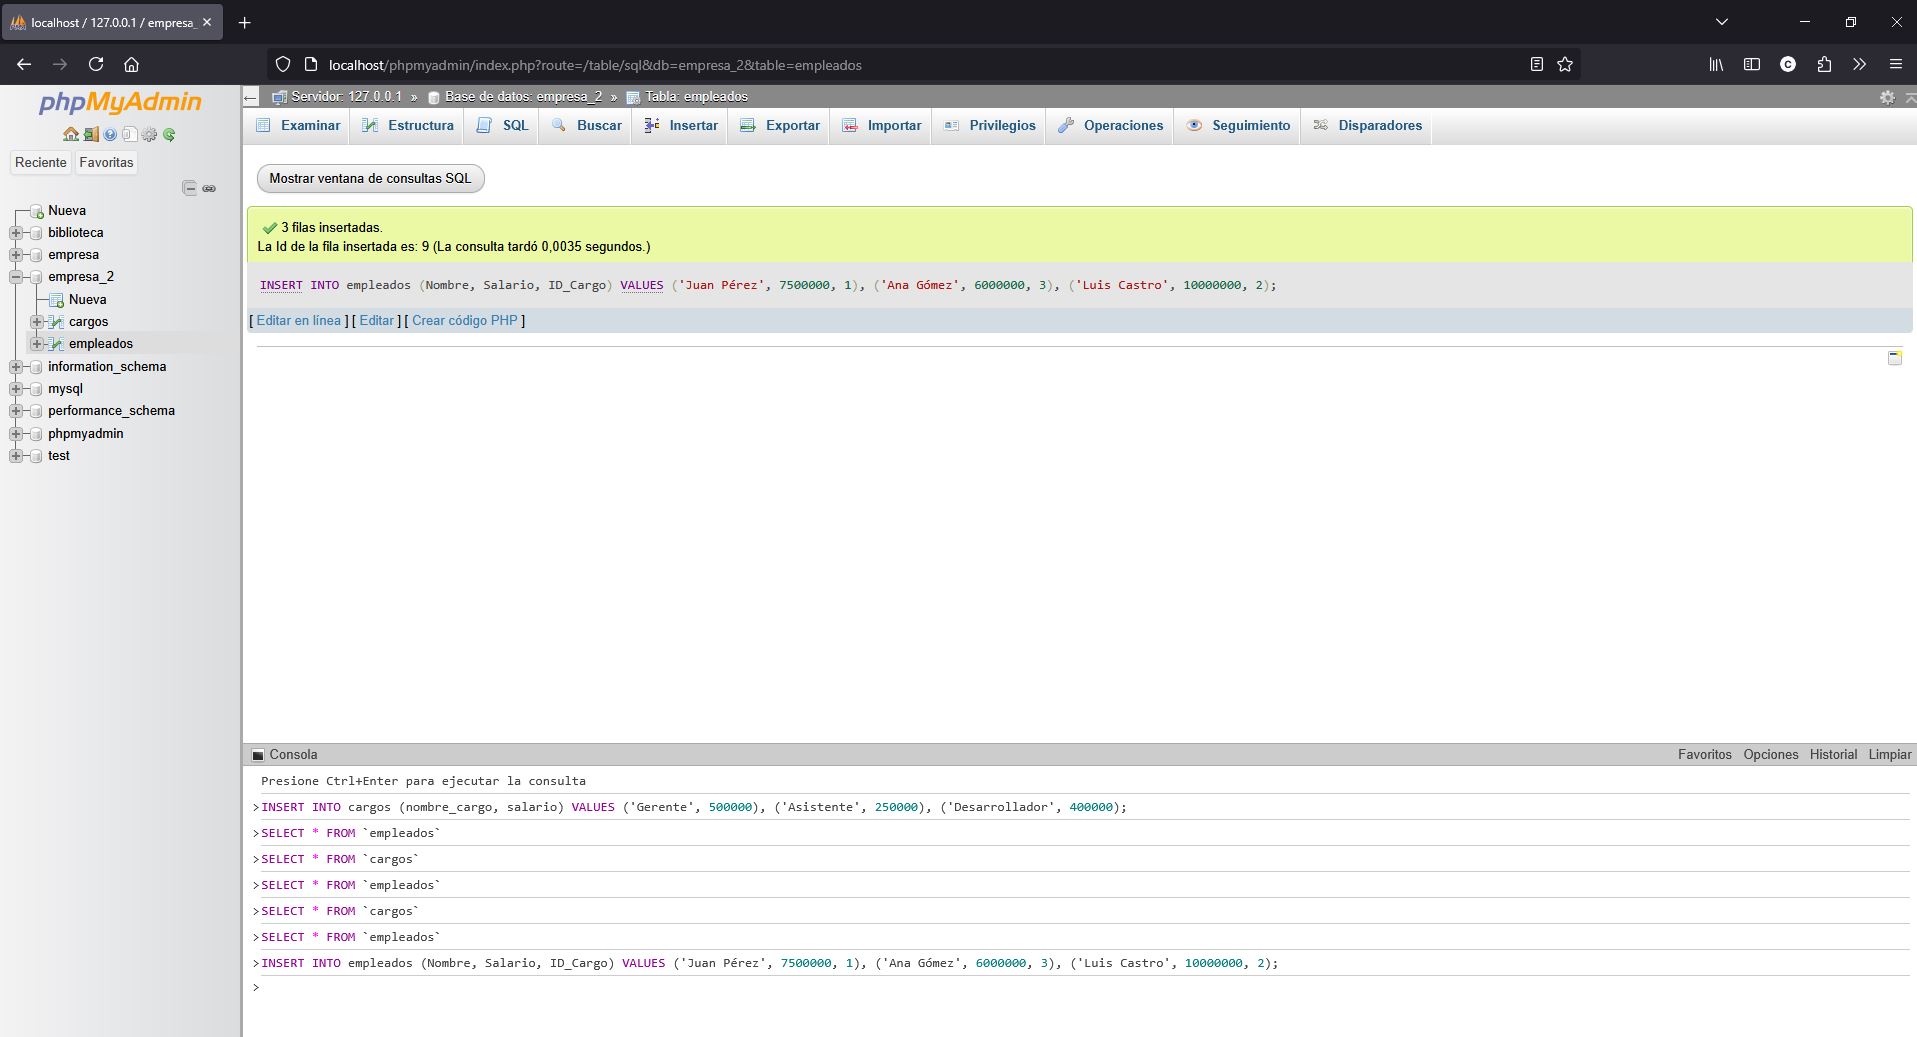 localhost / 127.0.0.1 / empresa_
localhost/phpmyadmin/index.php?route=/table/sql&db=empresa_2&table=empleados
phpMyAdmin
Reciente Favoritas
Nueva
biblioteca
empresa
empresa_2
Nueva
cargos
empleados
information_schema
mysql
performance_schema
phpmyadmin
test
Servidor: 127.0.0.1 » Base de datos: empresa_2 » Tabla: empleados
Examinar Estructura SQL Buscar Insertar Exportar Importar Privilegios Operaciones Seguimiento Disparadores
Mostrar ventana de consultas SQL
3 filas insertadas.
La Id de la fila insertada es: 9 (La consulta tardó 0,0035 segundos.)
INSERT INTO empleados (Nombre, Salario, ID_Cargo) VALUES ('Juan Pérez', 7500000, 1), ('Ana Gómez', 6000000, 3), ('Luis Castro', 10000000, 2);
[ Editar en línea ] [ Editar ] [ Crear código PHP ]
Consola Favoritos Opciones Historial Limpiar
Presione Ctrl+Enter para ejecutar la consulta
>INSERT INTO cargos (nombre_cargo, salario) VALUES ('Gerente', 500000), ('Asistente', 250000), ('Desarrollador', 400000);
>SELECT * FROM `empleados`
>SELECT * FROM `cargos`
>SELECT * FROM `empleados`
>SELECT * FROM `cargos`
>SELECT * FROM `empleados`
>INSERT INTO empleados (Nombre, Salario, ID_Cargo) VALUES ('Juan Pérez', 7500000, 1), ('Ana Gómez', 6000000, 3), ('Luis Castro', 10000000, 2);
>